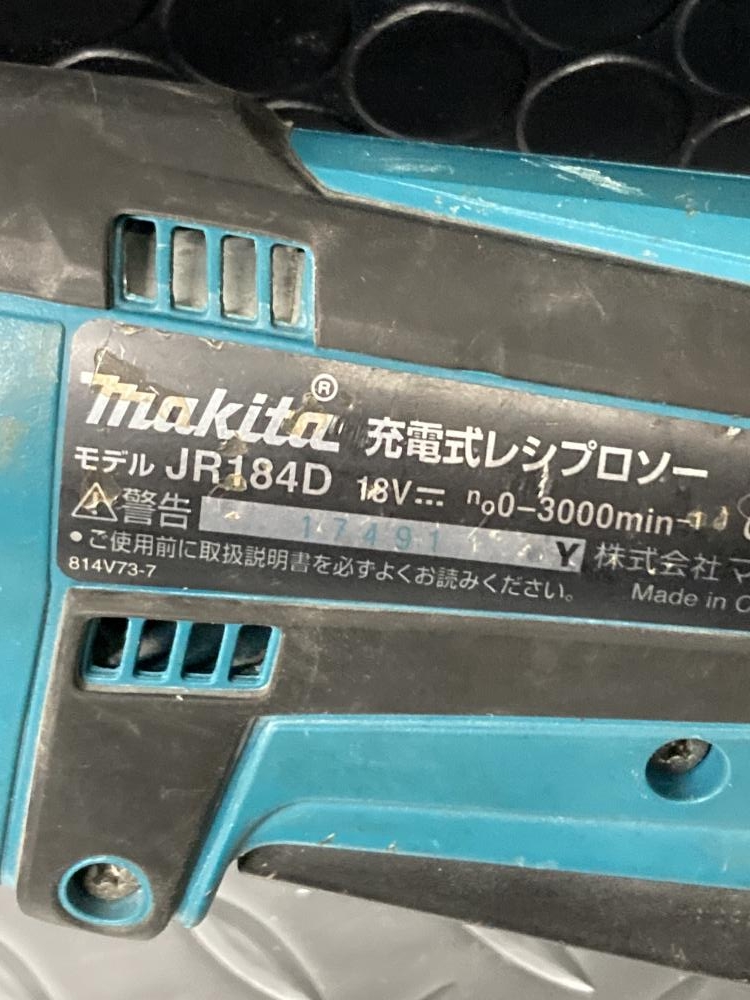 makita® 充電式レシプロソー
モデル JR184D 18V⎓ n₀0-3000min⁻¹
⚠警告 17491 Y 株式会社マ
•ご使用前に取扱説明書を必ずよくお読みください。
814V73-7 Made in C